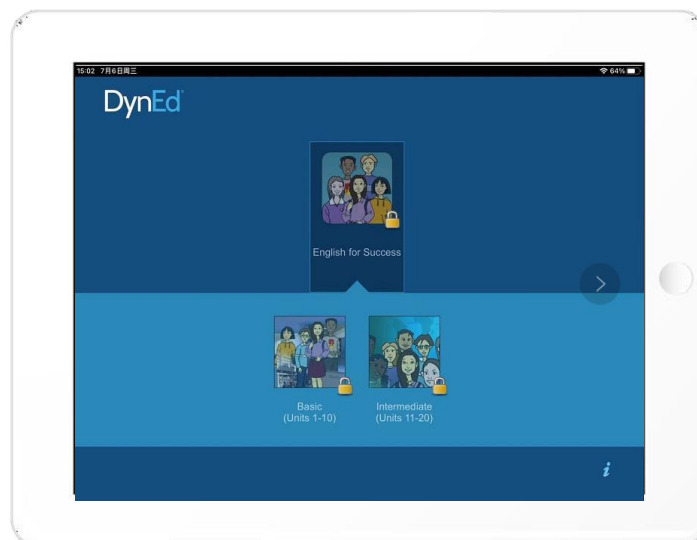 15:02 7月6日周三
64%
DynEd
English for Success
Basic
(Units 1-10)
Intermediate
(Units 11-20)
i